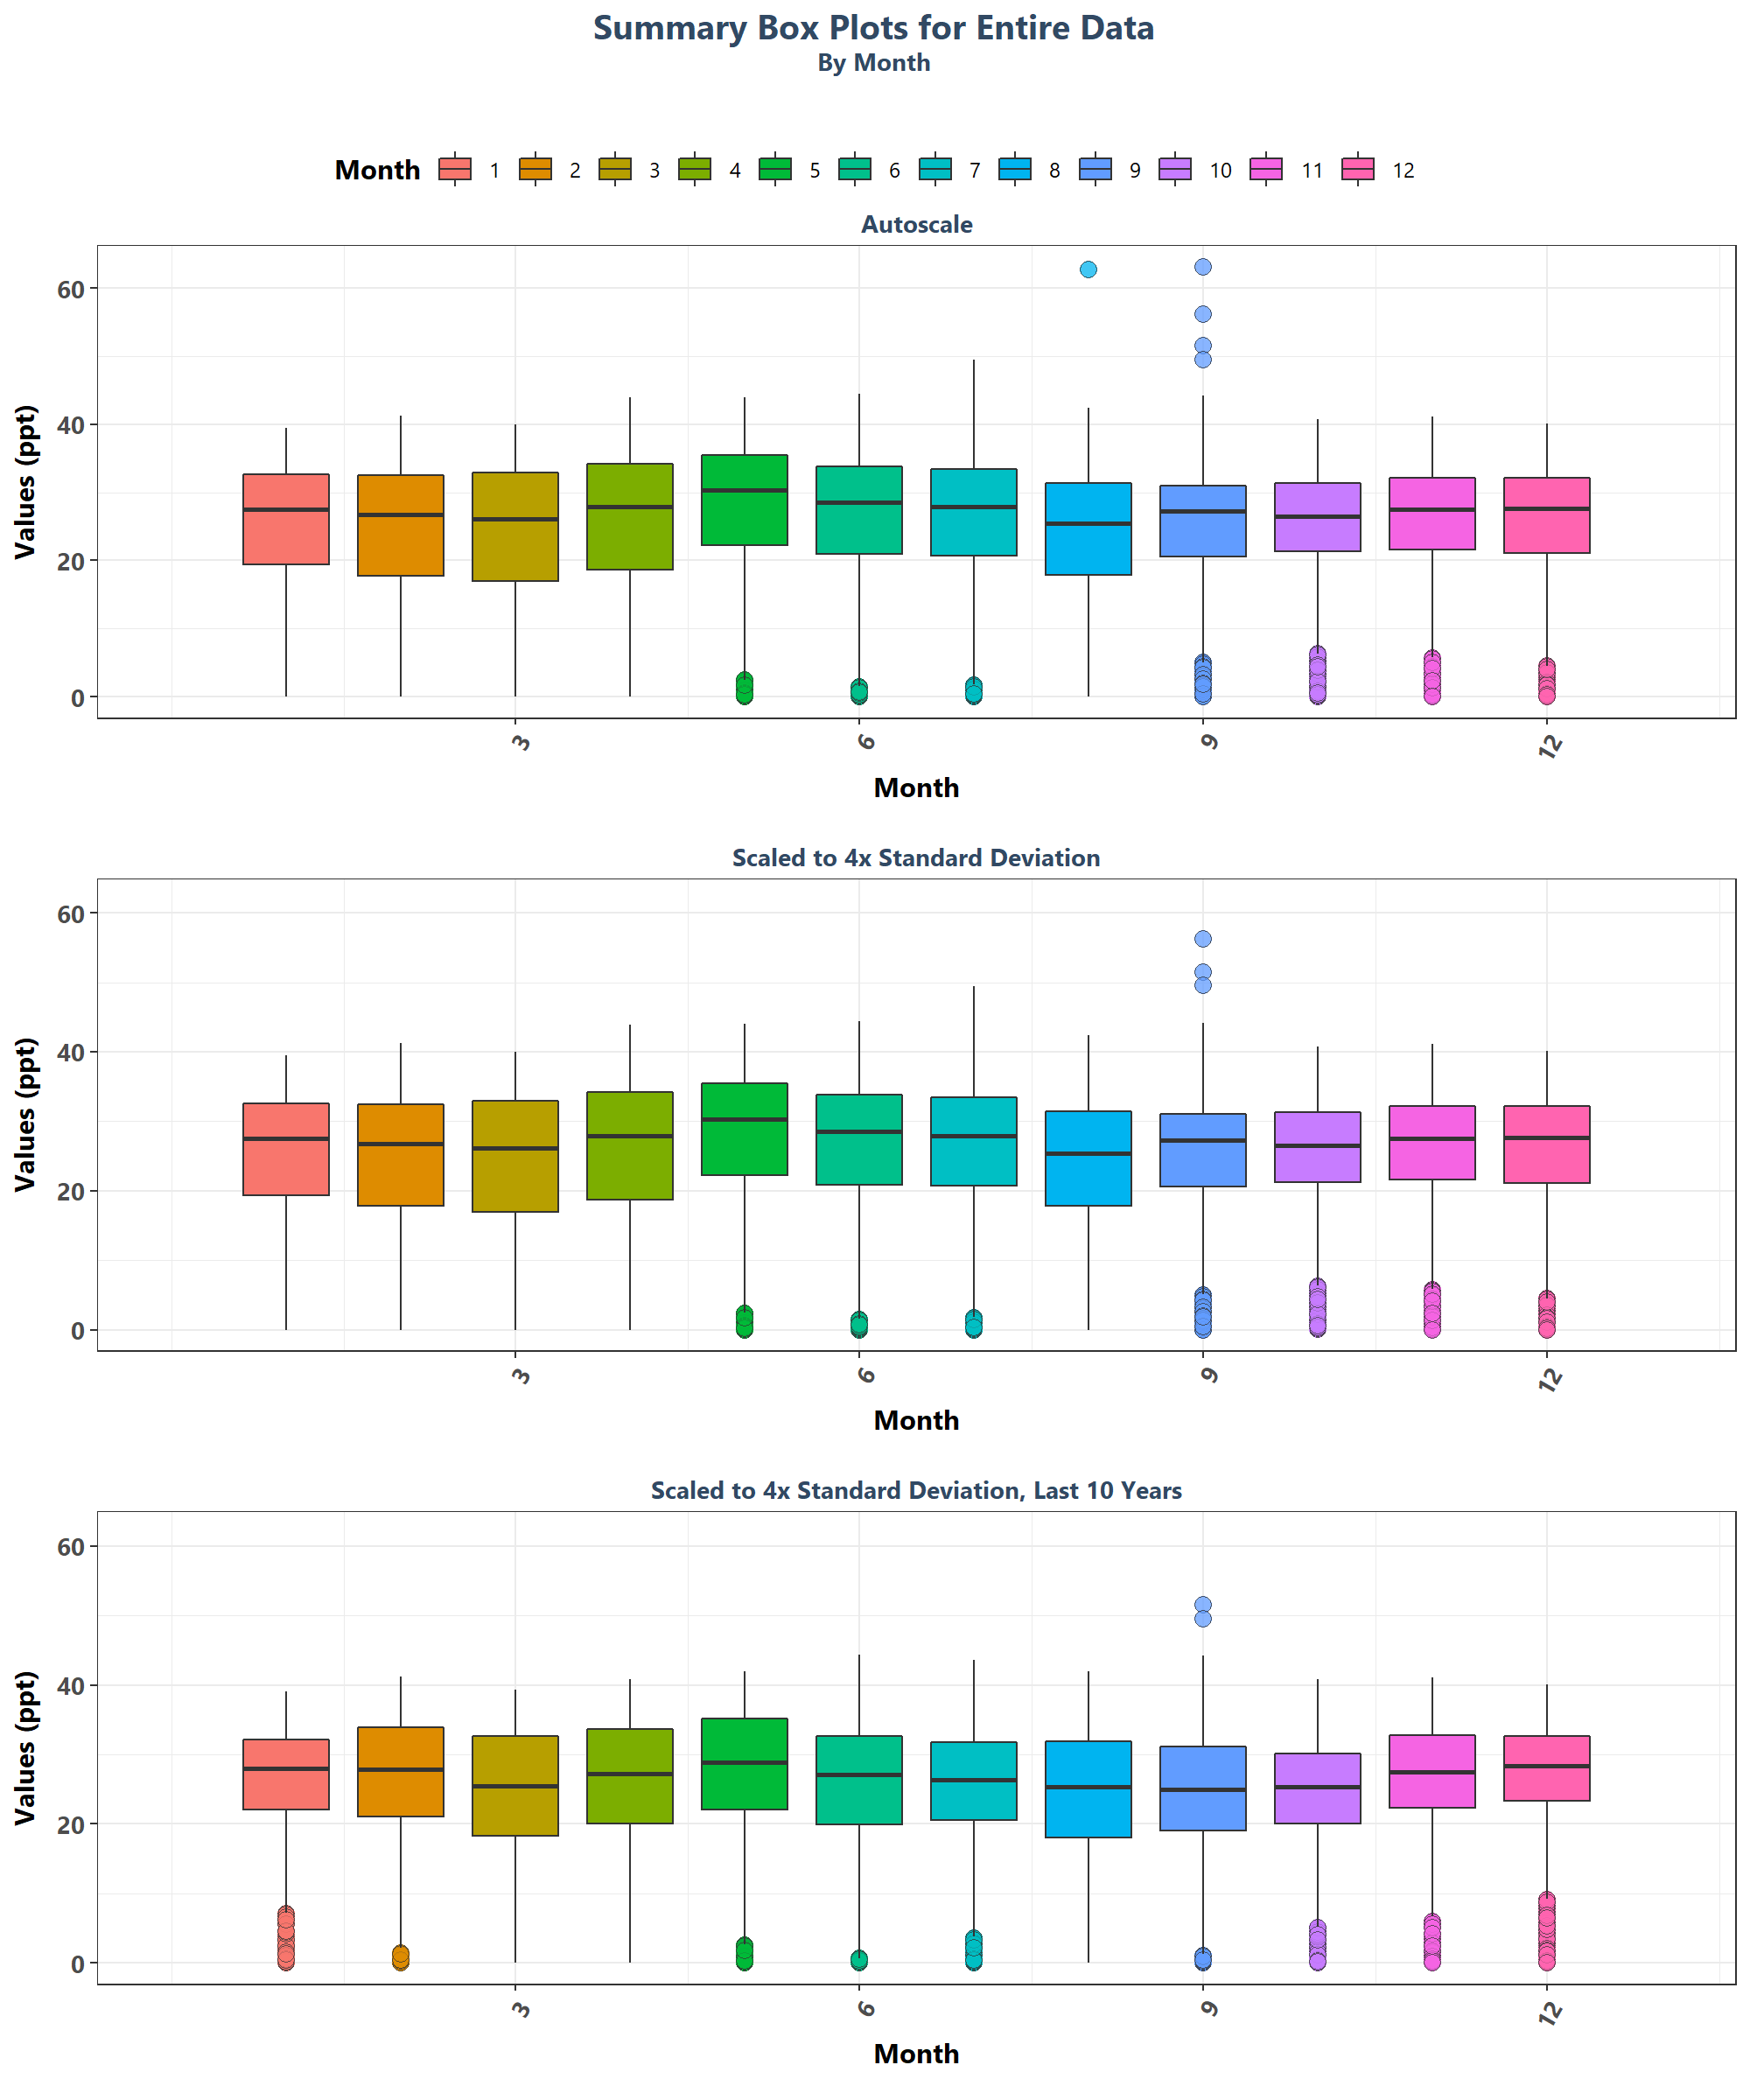 Summary Box Plots for Entire Data
By Month
Month 1 2 3 4 5 6 7 8 9 10 11 12
Autoscale
Values (ppt)
60
40
20
0
3 6 9 12
Month
Scaled to 4x Standard Deviation
Values (ppt)
60
40
20
0
3 6 9 12
Month
Scaled to 4x Standard Deviation, Last 10 Years
Values (ppt)
60
40
20
0
3 6 9 12
Month